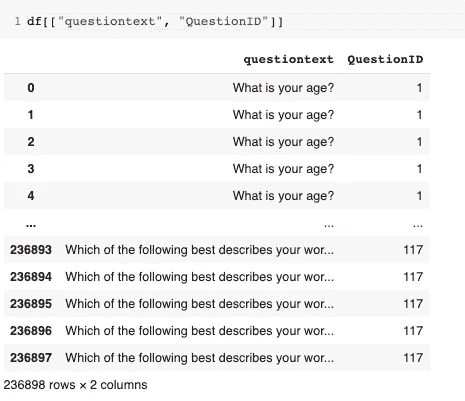 1 df[["questiontext", "QuestionID"]]
questiontext QuestionID
0 What is your age? 1
1 What is your age? 1
2 What is your age? 1
3 What is your age? 1
4 What is your age? 1
... ... ...
236893 Which of the following best describes your wor... 117
236894 Which of the following best describes your wor... 117
236895 Which of the following best describes your wor... 117
236896 Which of the following best describes your wor... 117
236897 Which of the following best describes your wor... 117
236898 rows × 2 columns